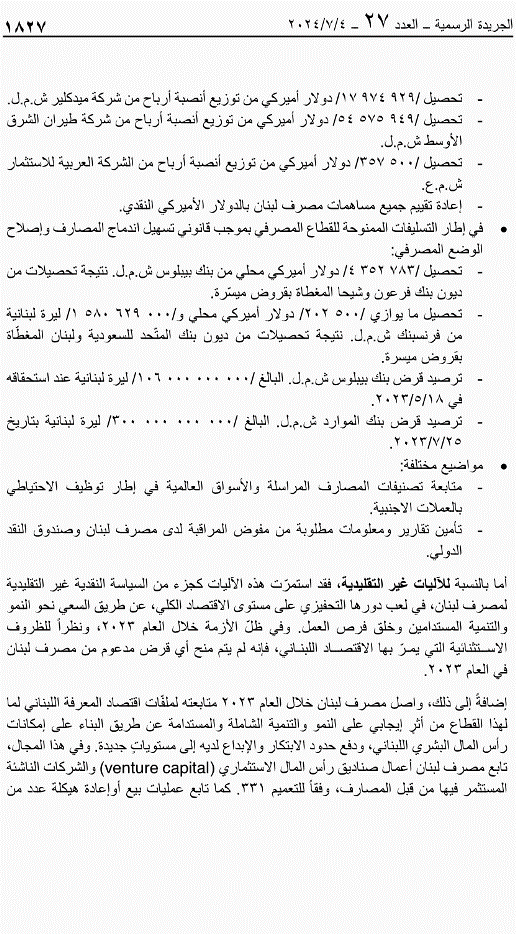 الجريدة الرسمية – العدد ٢٧ – ٢٠٢٤/٧/٤
١٨٢٧
- تحصيل /٩٢٩ ٩٧٤ ١٧/ دولار أميركي من توزيع أنصبة أرباح من شركة ميدكلير ش.م.ل.
- تحصيل /٩٤٩ ٥٧٥ ٥٤/ دولار أميركي من توزيع أنصبة أرباح من شركة طيران الشرق
الأوسط ش.م.ل.
- تحصيل /٥٠٠ ٣٥٧/ دولار أميركي من توزيع أنصبة أرباح من الشركة العربية للاستثمار
ش.م.ع.
- إعادة تقييم جميع مساهمات مصرف لبنان بالدولار الأميركي النقدي.
• في إطار التسليفات الممنوحة للقطاع المصرفي بموجب قانوني تسهيل اندماج المصارف وإصلاح
الوضع المصرفي:
- تحصيل /٧٨٣ ٣٥٢ ٤/ دولار أميركي محلي من بنك بيبلوس ش.م.ل. نتيجة تحصيلات من
ديون بنك فرعون وشيحا المغطاة بقروض ميسّرة.
- تحصيل ما يوازي /٥٠٠ ٢٠٢/ دولار أميركي محلي و/٠٠٠ ٦٢٩ ٥٨٠ ١/ ليرة لبنانية
من فرنسبنك ش.م.ل. نتيجة تحصيلات من ديون بنك المتّحد للسعودية ولبنان المغطّاة
بقروض ميسرة.
- ترصيد قرض بنك بيبلوس ش.م.ل. البالغ /٠٠٠ ٠٠٠ ٠٠٠ ١٠٦/ ليرة لبنانية عند استحقاقه
في ٢٠٢٣/٥/١٨.
- ترصيد قرض بنك الموارد ش.م.ل. البالغ /٠٠٠ ٠٠٠ ٠٠٠ ٣٠٠/ ليرة لبنانية بتاريخ
٢٠٢٣/٧/٢٥.
• مواضيع مختلفة:
- متابعة تصنيفات المصارف المراسلة والأسواق العالمية في إطار توظيف الاحتياطي
بالعملات الاجنبية.
- تأمين تقارير ومعلومات مطلوبة من مفوض المراقبة لدى مصرف لبنان وصندوق النقد
الدولي.
أما بالنسبة للآليات غير التقليدية، فقد استمرّت هذه الآليات كجزء من السياسة النقدية غير التقليدية
لمصرف لبنان، في لعب دورها التحفيزي على مستوى الاقتصاد الكلي، عن طريق السعي نحو النمو
والتنمية المستدامين وخلق فرص العمل. وفي ظلّ الأزمة خلال العام ٢٠٢٣، ونظراً للظروف
الاستثنائية التي يمرّ بها الاقتصاد اللبناني، فإنه لم يتم منح أي قرض مدعوم من مصرف لبنان
في العام ٢٠٢٣.
إضافةً إلى ذلك، واصل مصرف لبنان خلال العام ٢٠٢٣ متابعته لملفّات اقتصاد المعرفة اللبناني لما
لهذا القطاع من أثرٍ إيجابي على النمو والتنمية الشاملة والمستدامة عن طريق البناء على إمكانات
رأس المال البشري اللبناني، ودفع حدود الابتكار والإبداع لديه إلى مستوياتٍ جديدة. وفي هذا المجال،
تابع مصرف لبنان أعمال صناديق رأس المال الاستثماري (venture capital) والشركات الناشئة
المستثمر فيها من قبل المصارف، وفقاً للتعميم ٣٣١. كما تابع عمليات بيع أوإعادة هيكلة عدد من